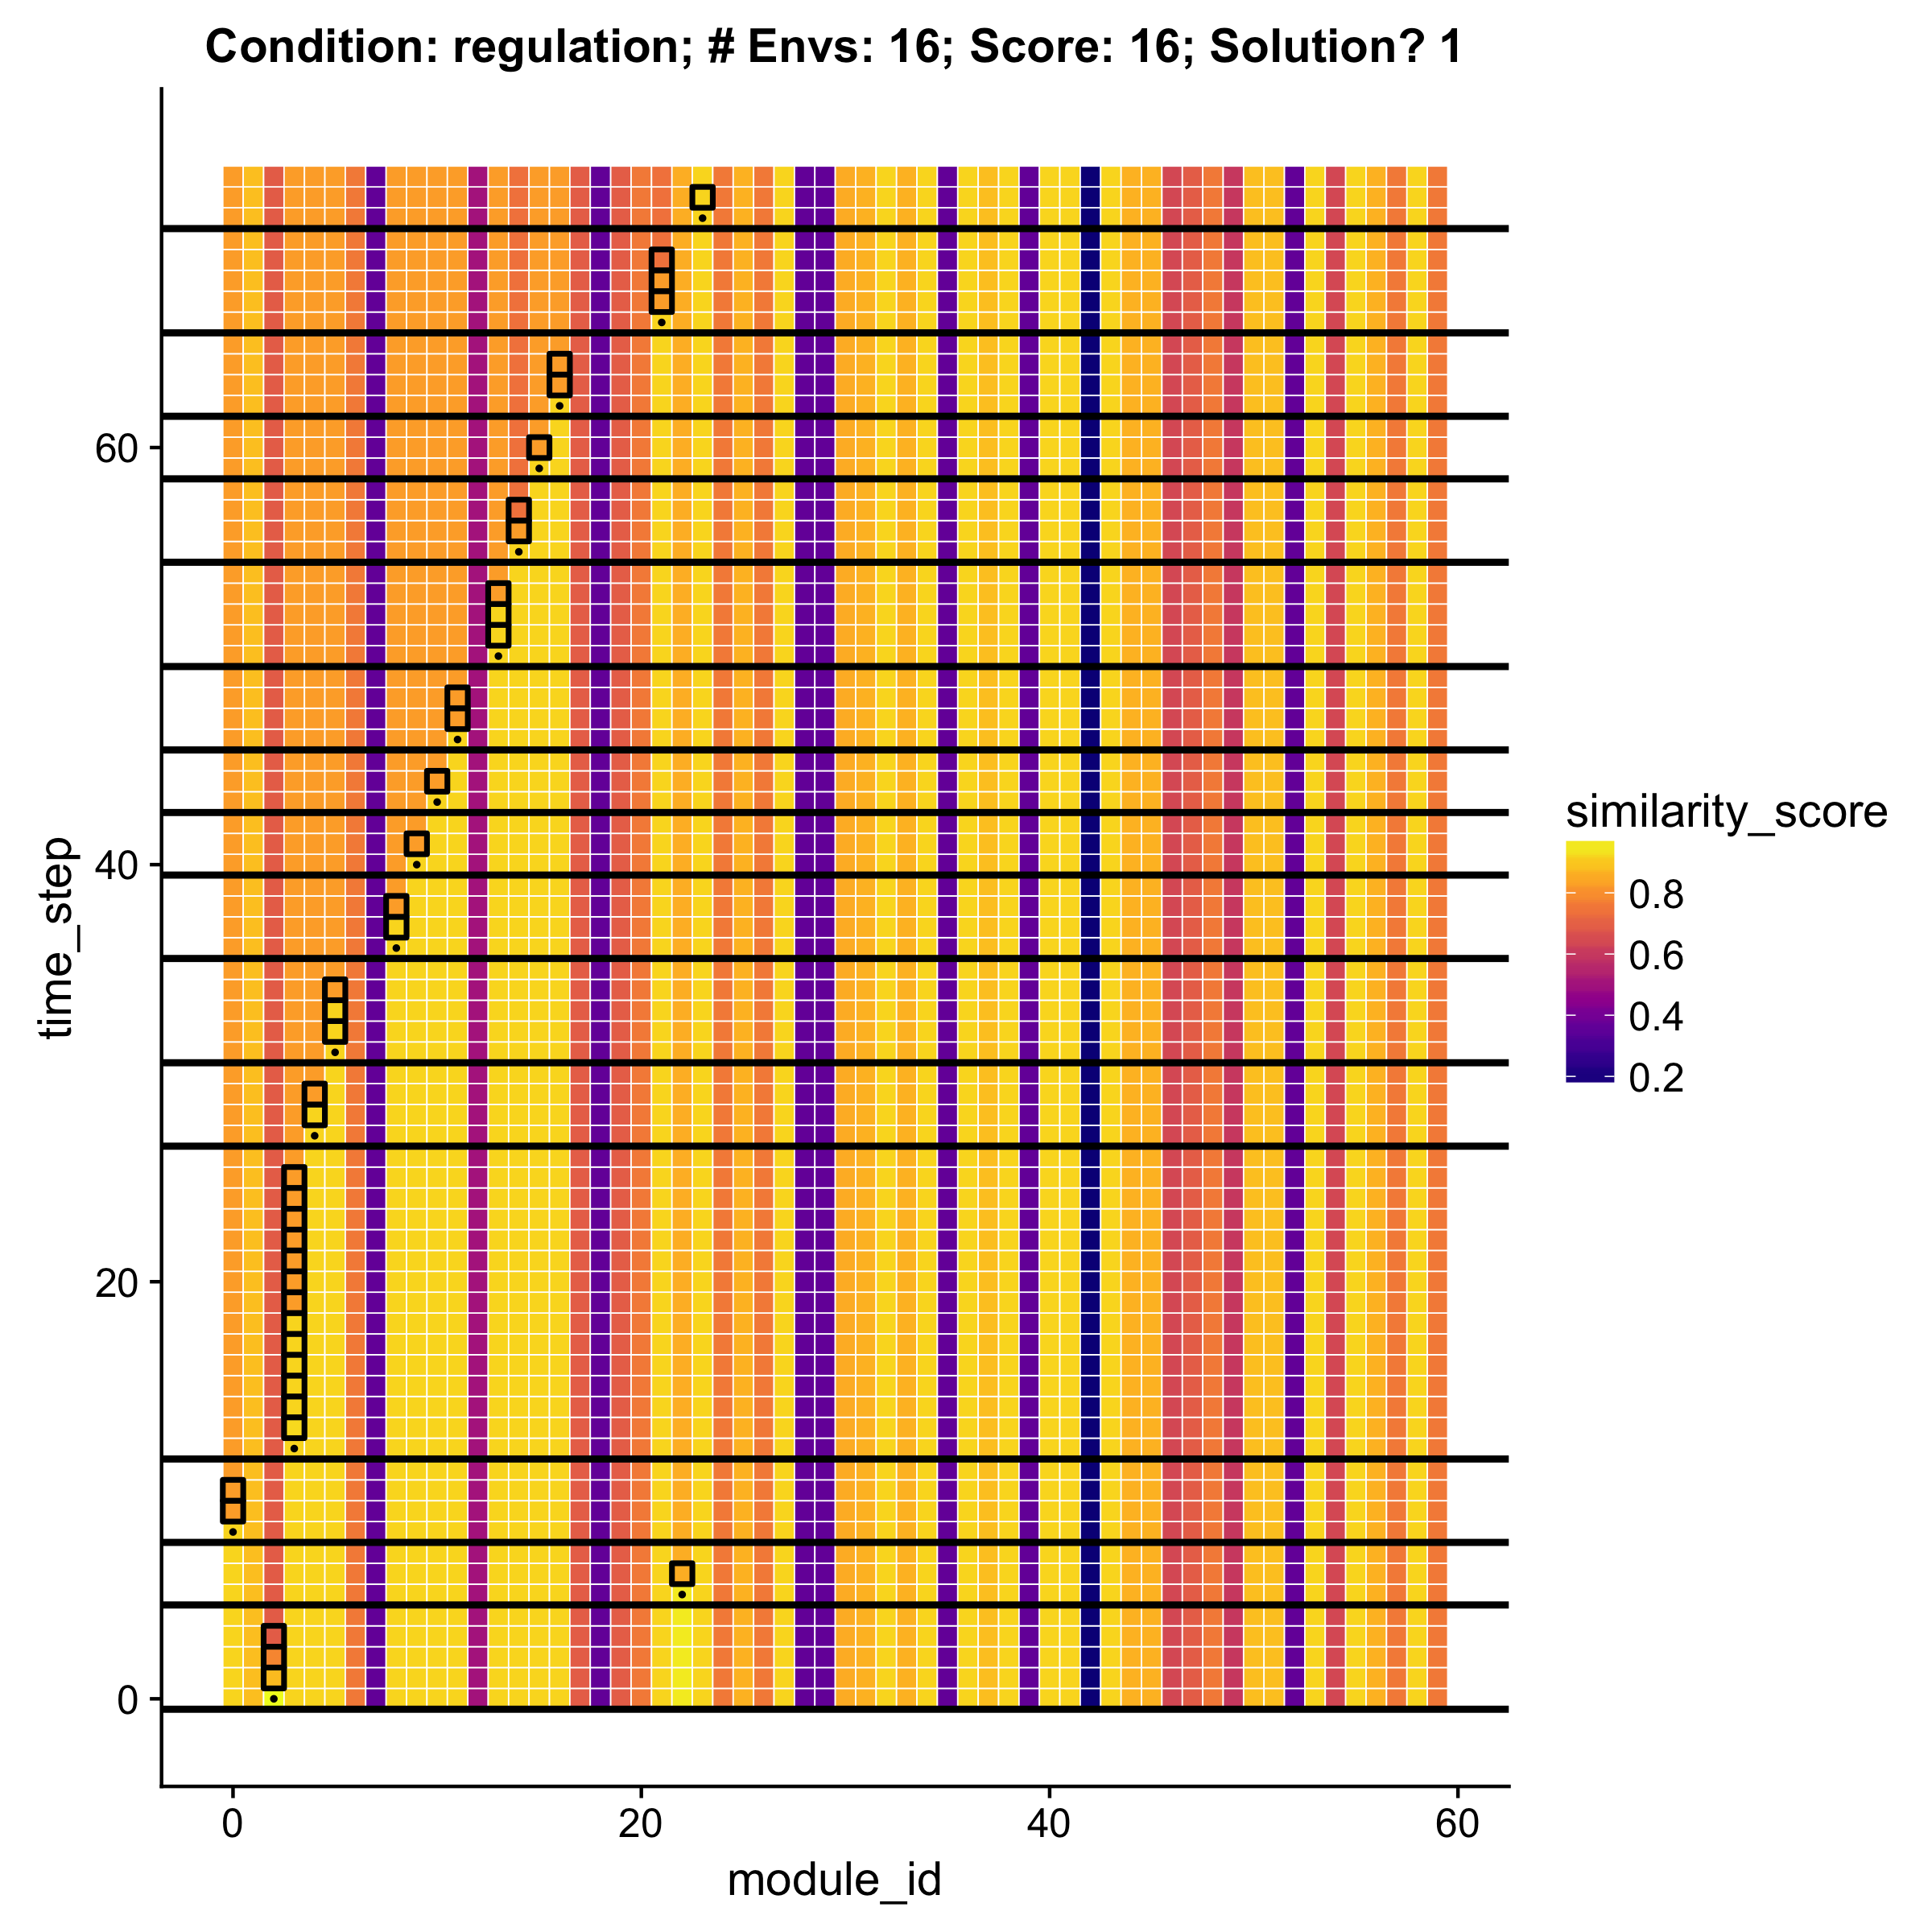 Condition: regulation; # Envs: 16; Score: 16; Solution? 1
time_step
60
40
20
0
0 20 40 60
module_id
similarity_score
0.8
0.6
0.4
0.2